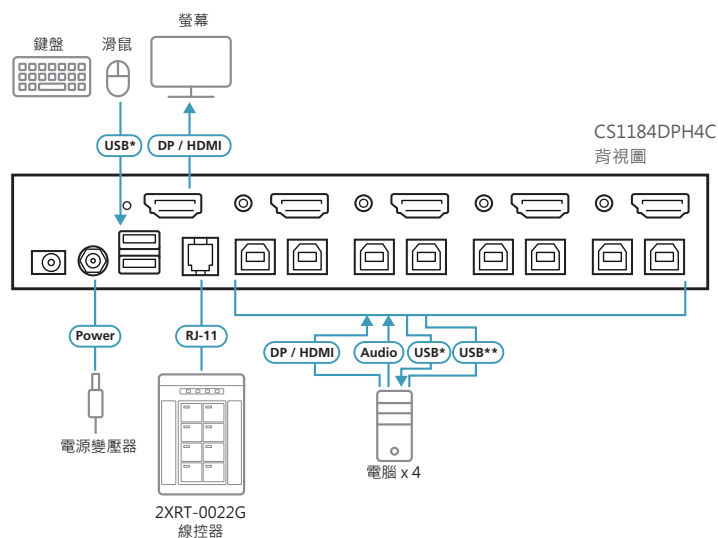 螢幕
鍵盤
滑鼠
USB*
DP / HDMI
CS1184DPH4C
背視圖
Power
RJ-11
DP / HDMI
Audio
USB*
USB**
電源變壓器
電腦 x 4
2XRT-0022G
線控器